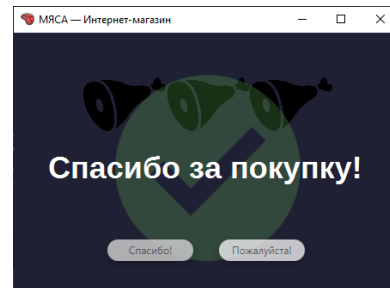 МЯСА — Интернет-магазин
Спасибо за покупку!
Спасибо!
Пожалуйста!